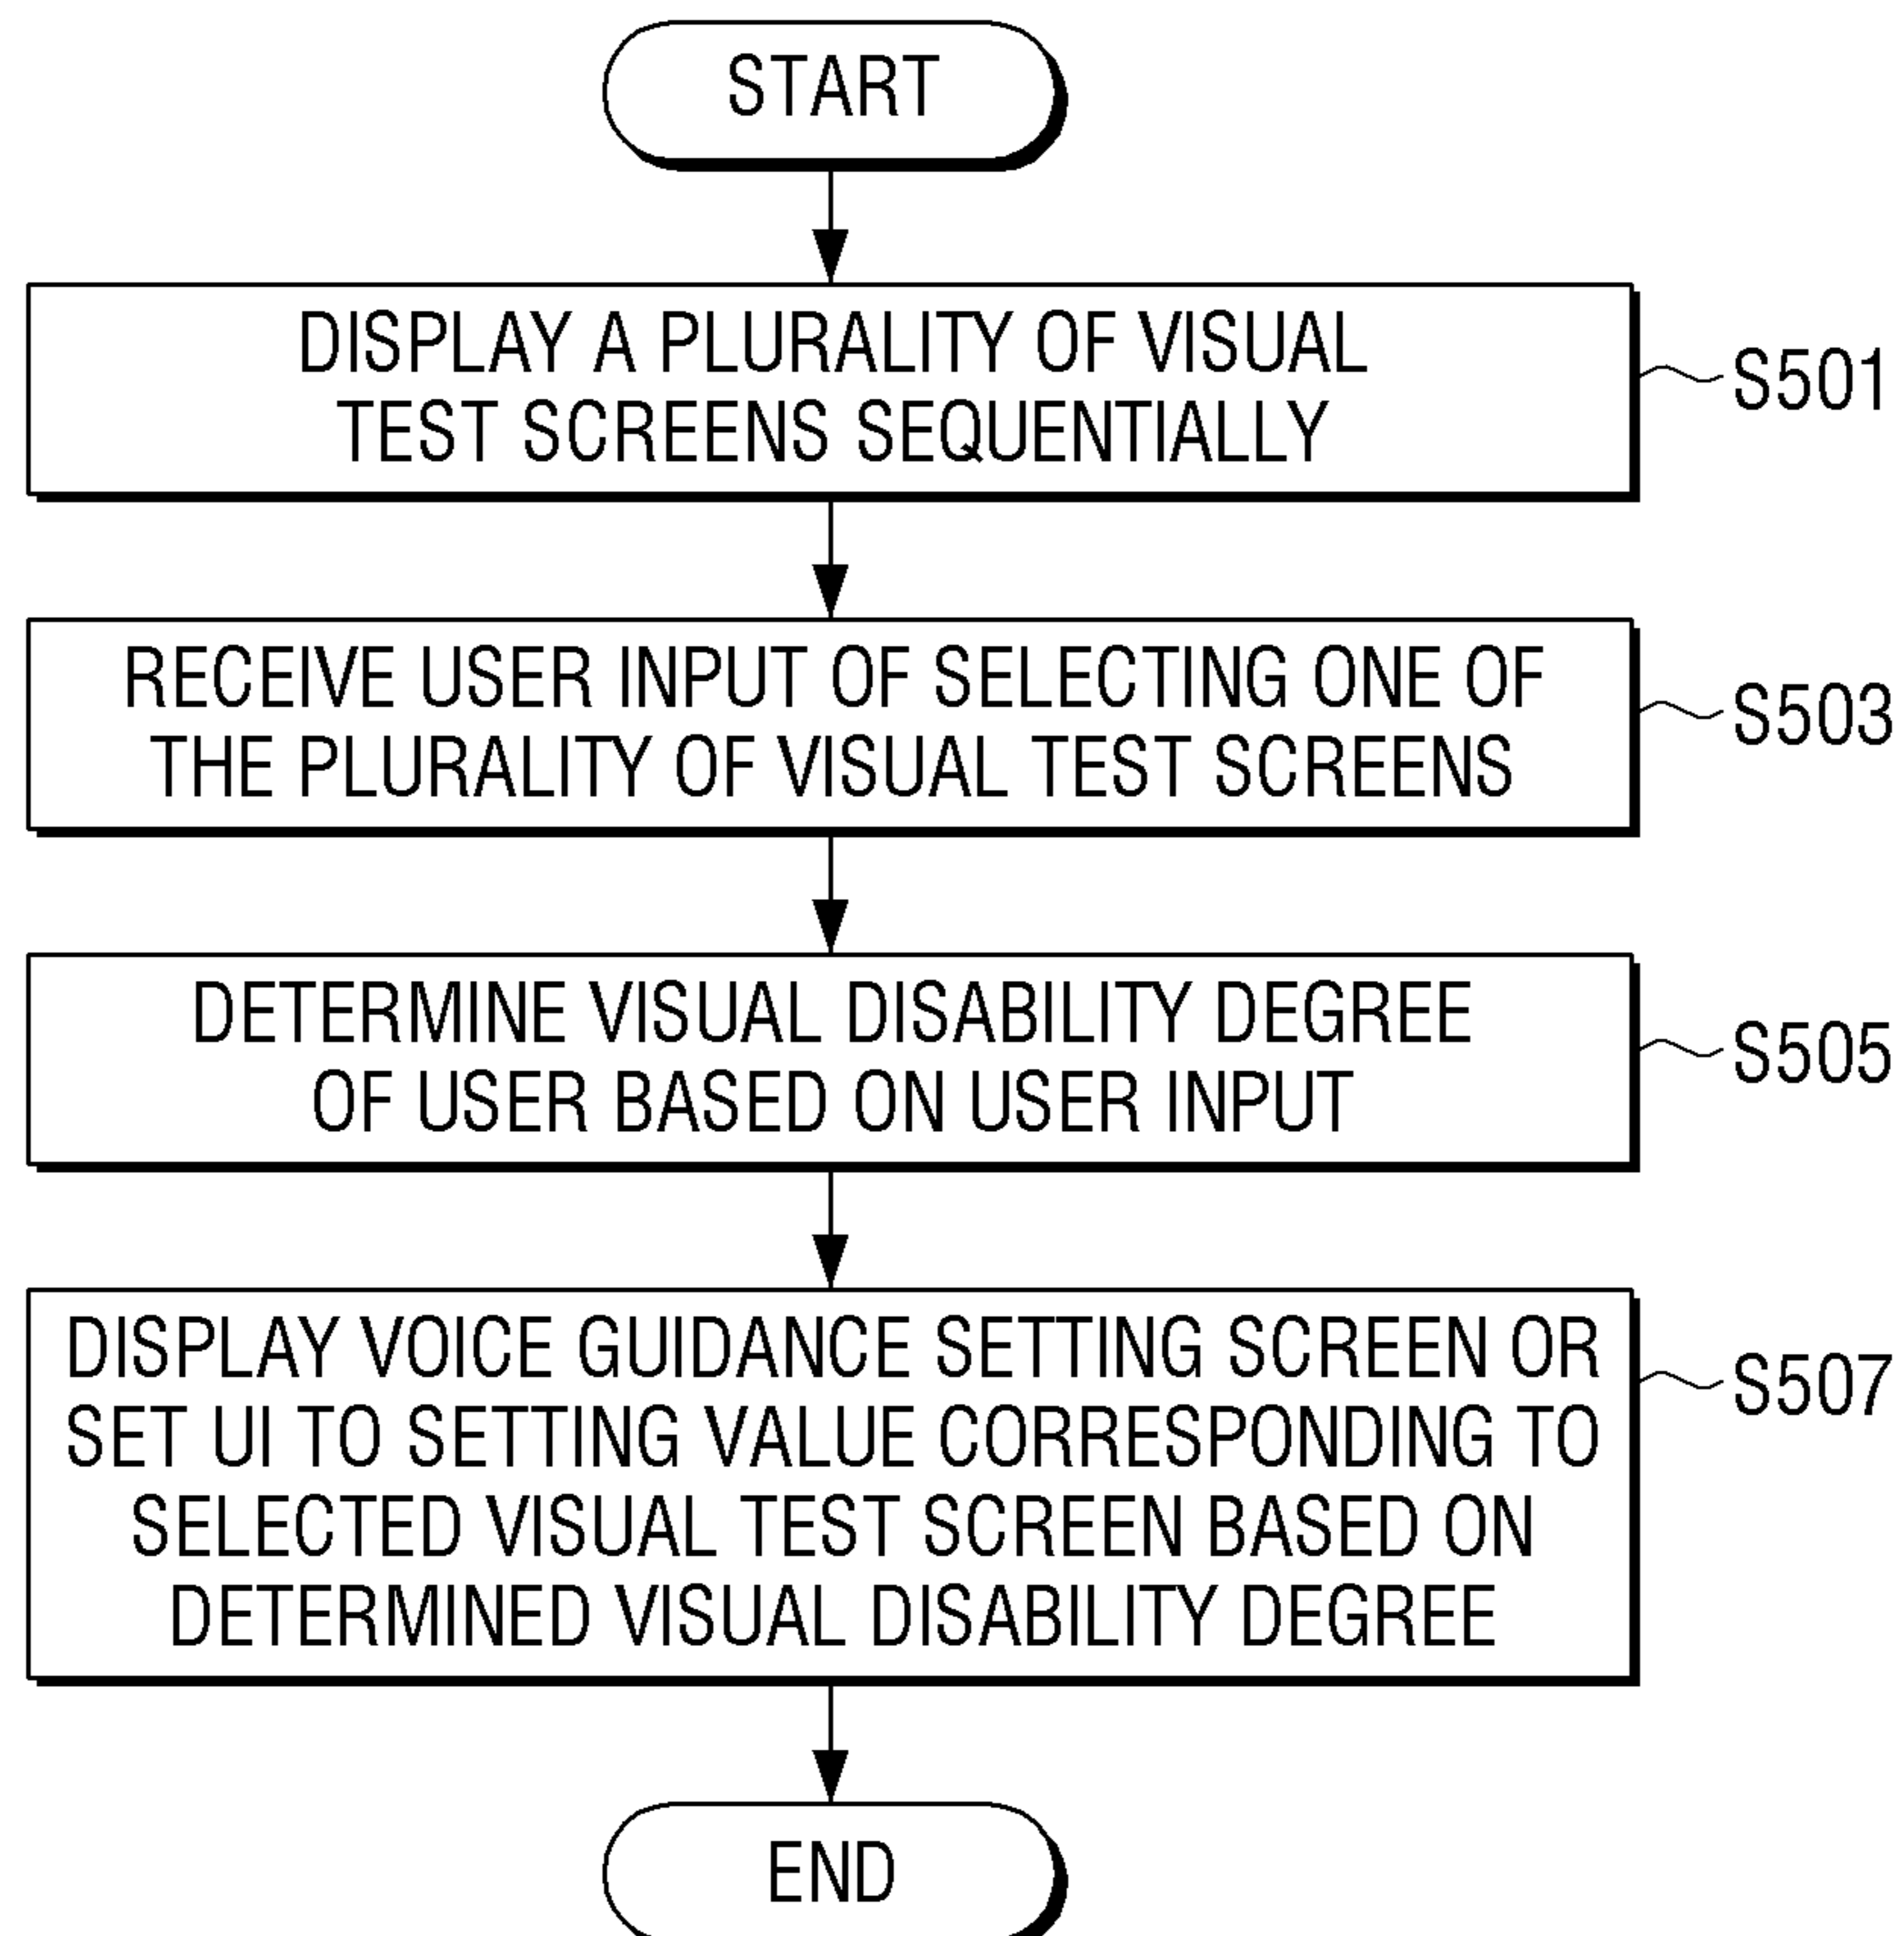 START
DISPLAY A PLURALITY OF VISUAL
TEST SCREENS SEQUENTIALLY
S501
RECEIVE USER INPUT OF SELECTING ONE OF
THE PLURALITY OF VISUAL TEST SCREENS
S503
DETERMINE VISUAL DISABILITY DEGREE
OF USER BASED ON USER INPUT
S505
DISPLAY VOICE GUIDANCE SETTING SCREEN OR
SET UI TO SETTING VALUE CORRESPONDING TO
SELECTED VISUAL TEST SCREEN BASED ON
DETERMINED VISUAL DISABILITY DEGREE
S507
END